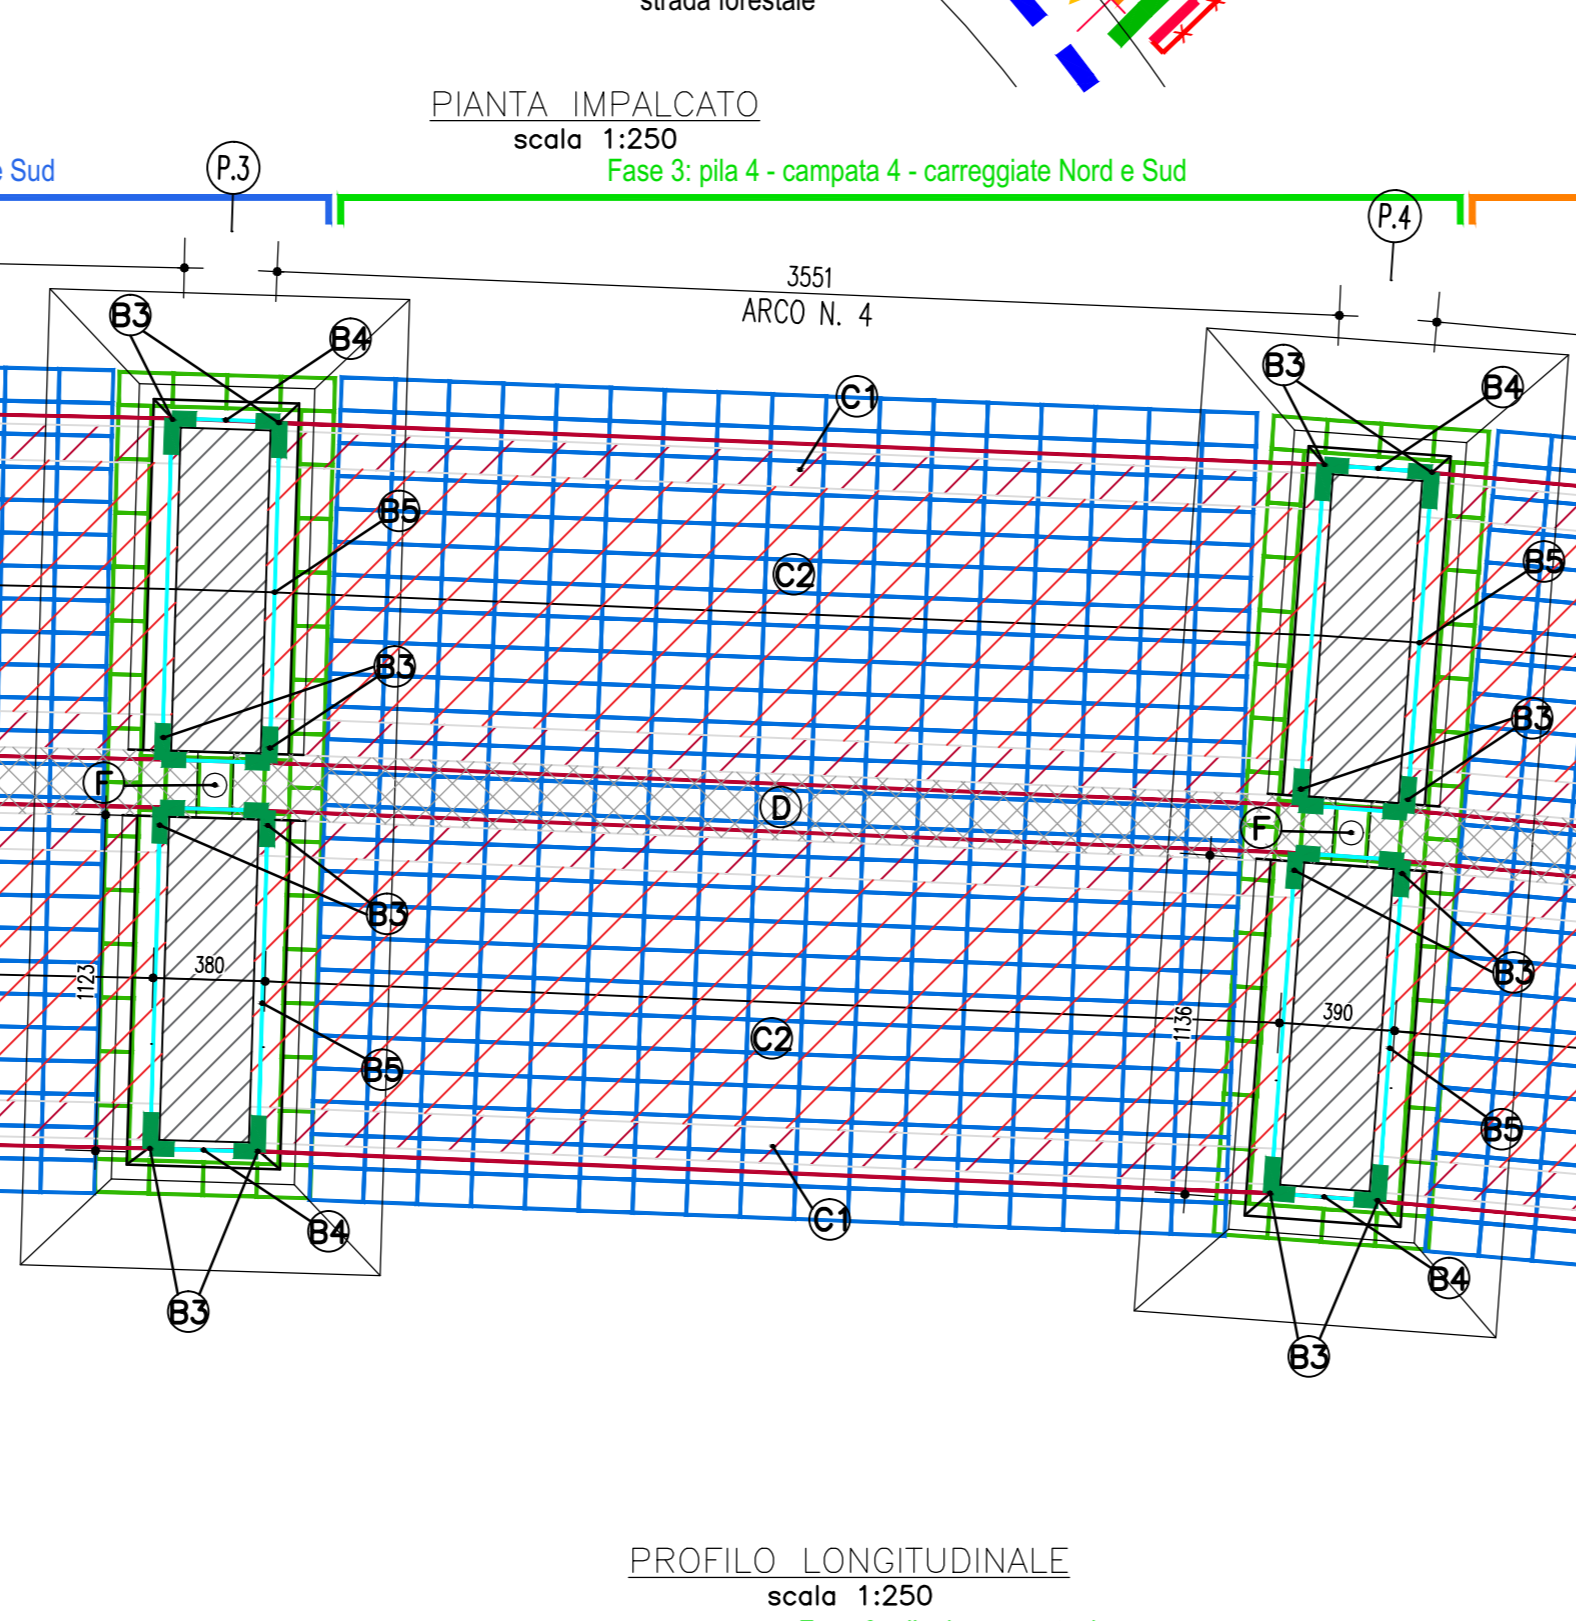 strada forestale
PIANTA IMPALCATO
scala 1:250
e Sud
P.3
Fase 3: pila 4 - campata 4 - carreggiate Nord e Sud
P.4
3551
ARCO N. 4
B3
B4
C1
B3
B4
B5
C2
B5
B3
B3
F
D
F
B3
B3
1123
380
1136
390
C2
B5
B5
C1
B4
B4
B3
B3
PROFILO LONGITUDINALE
scala 1:250